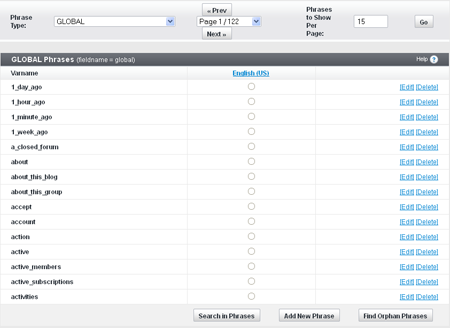 Phrase Type: GLOBAL « Prev Page 1 / 122 Next » Phrases to Show Per Page: 15 Go
GLOBAL Phrases (fieldname = global) Help ?
Varname English (US)
1_day_ago [Edit] [Delete]
1_hour_ago [Edit] [Delete]
1_minute_ago [Edit] [Delete]
1_week_ago [Edit] [Delete]
a_closed_forum [Edit] [Delete]
about [Edit] [Delete]
about_this_blog [Edit] [Delete]
about_this_group [Edit] [Delete]
accept [Edit] [Delete]
account [Edit] [Delete]
action [Edit] [Delete]
active [Edit] [Delete]
active_members [Edit] [Delete]
active_subscriptions [Edit] [Delete]
activities [Edit] [Delete]
Search in Phrases Add New Phrase Find Orphan Phrases